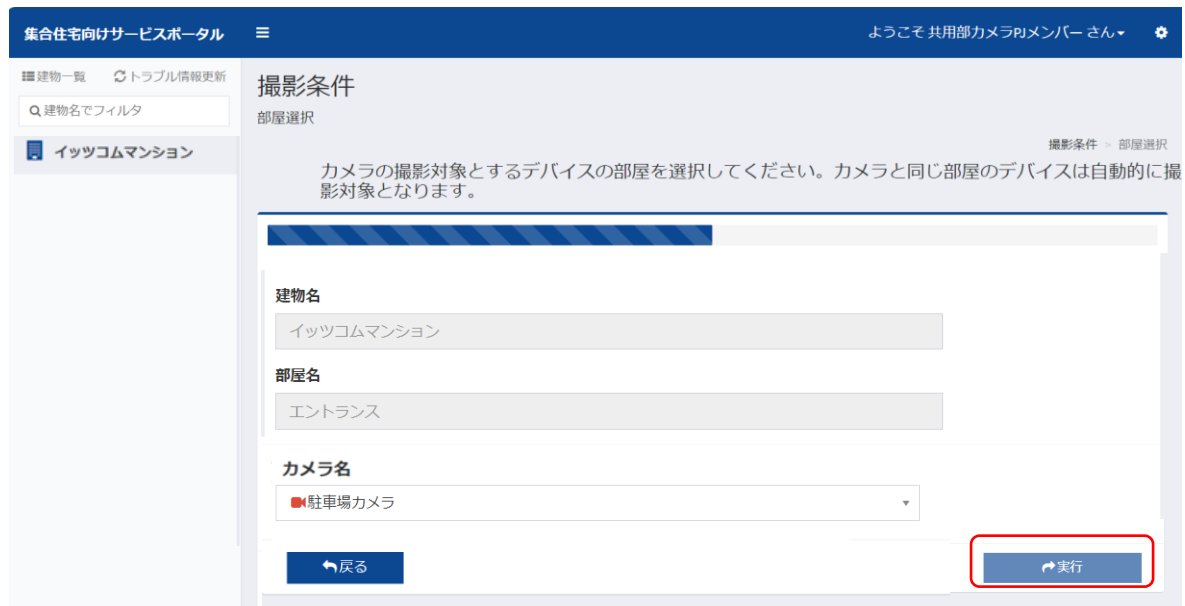 集合住宅向けサービスポータル
ようこそ 共用部カメラPJメンバー さん
建物一覧 トラブル情報更新
建物名でフィルタ
イッツコムマンション
撮影条件
部屋選択
撮影条件 > 部屋選択
カメラの撮影対象とするデバイスの部屋を選択してください。カメラと同じ部屋のデバイスは自動的に撮
影対象となります。
建物名
イッツコムマンション
部屋名
エントランス
カメラ名
駐車場カメラ
戻る
実行